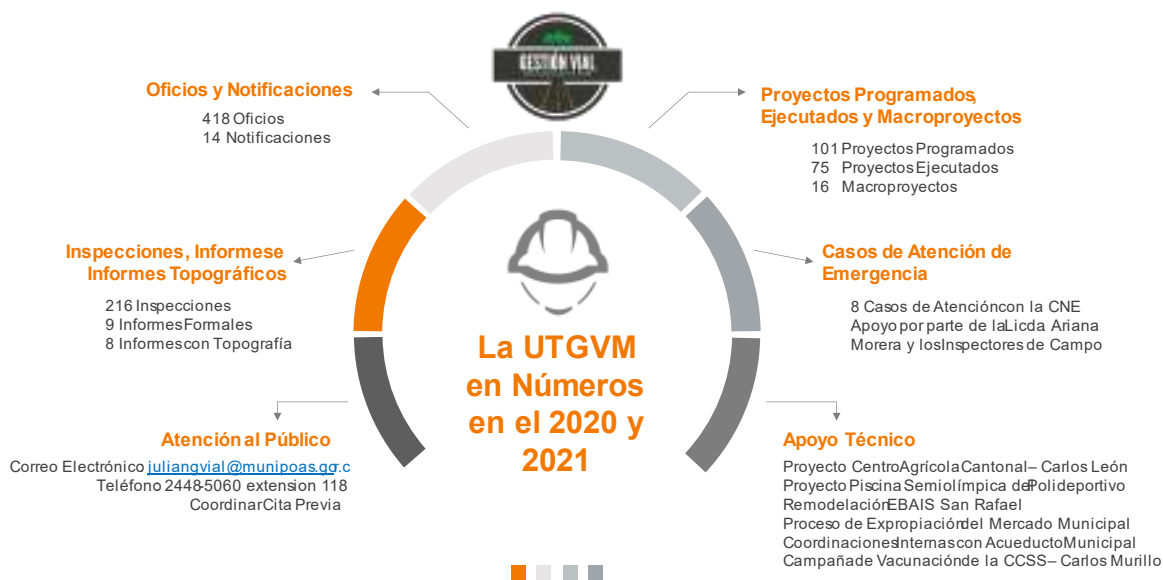 GESTIÓN VIAL
Oficios y Notificaciones
418 Oficios
14 Notificaciones
Proyectos Programados,
Ejecutados y Macroproyectos
101 Proyectos Programados
75 Proyectos Ejecutados
16 Macroproyectos
Inspecciones, Informes e
Informes Topográficos
216 Inspecciones
9 Informes Formales
8 Informes con Topografía
Casos de Atención de
Emergencia
8 Casos de Atención con la CNE
Apoyo por parte de la Licda Ariana
Morera y los Inspectores de Campo
La UTGVM
en Números
en el 2020 y
2021
Atención al Público
Correo Electrónico juliangvial@munipoas.go.c
Teléfono 2448-5060 extension 118
Coordinar Cita Previa
Apoyo Técnico
Proyecto Centro Agrícola Cantonal – Carlos León
Proyecto Piscina Semiolímpica del Polideportivo
Remodelación EBAIS San Rafael
Proceso de Expropiación del Mercado Municipal
Coordinaciones Internas con Acueducto Municipal
Campaña de Vacunación de la CCSS – Carlos Murillo